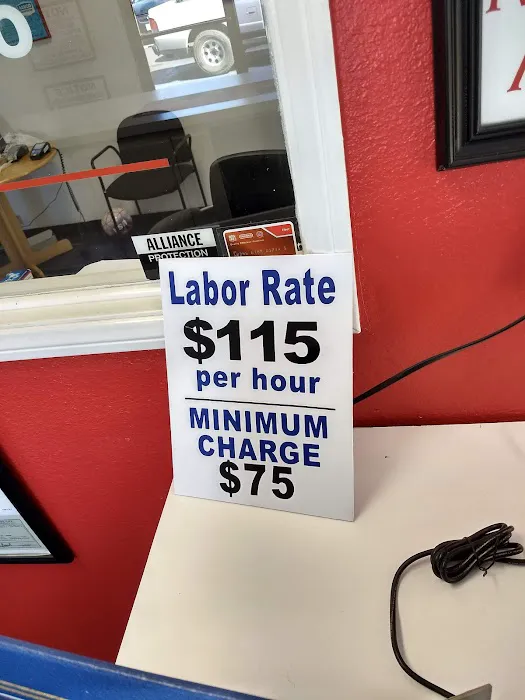 ALLIANCE
PROTECTION
Labor Rate
$115
per hour
MINIMUM
CHARGE
$75